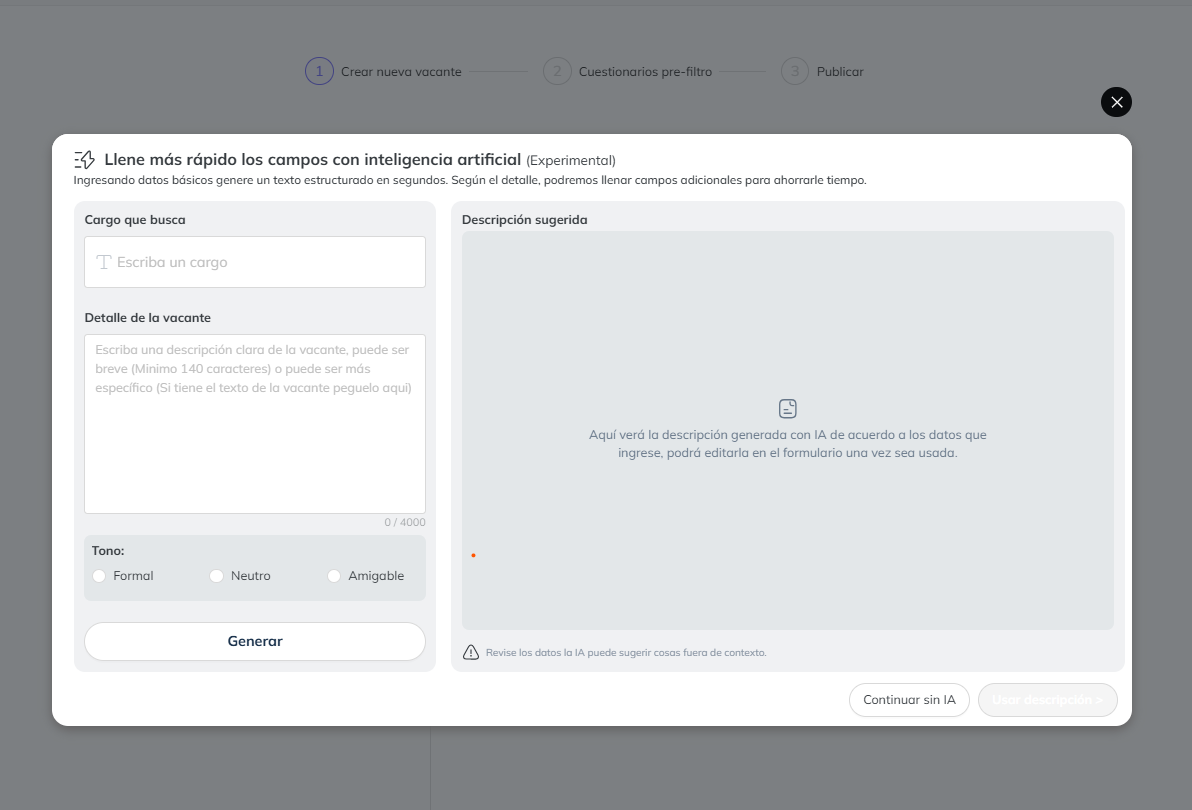 1 Crear nueva vacante 2 Cuestionarios pre-filtro 3 Publicar
Llene más rápido los campos con inteligencia artificial (Experimental)
Ingresando datos básicos genere un texto estructurado en segundos. Según el detalle, podremos llenar campos adicionales para ahorrarle tiempo.
Cargo que busca
Escriba un cargo
Detalle de la vacante
Escriba una descripción clara de la vacante, puede ser
breve (Minimo 140 caracteres) o puede ser más
específico (Si tiene el texto de la vacante peguelo aqui)
0 / 4000
Tono:
Formal Neutro Amigable
Generar
Descripción sugerida
Aquí verá la descripción generada con IA de acuerdo a los datos que
ingrese, podrá editarla en el formulario una vez sea usada.
Revise los datos la IA puede sugerir cosas fuera de contexto.
Continuar sin IA Usar descripción >